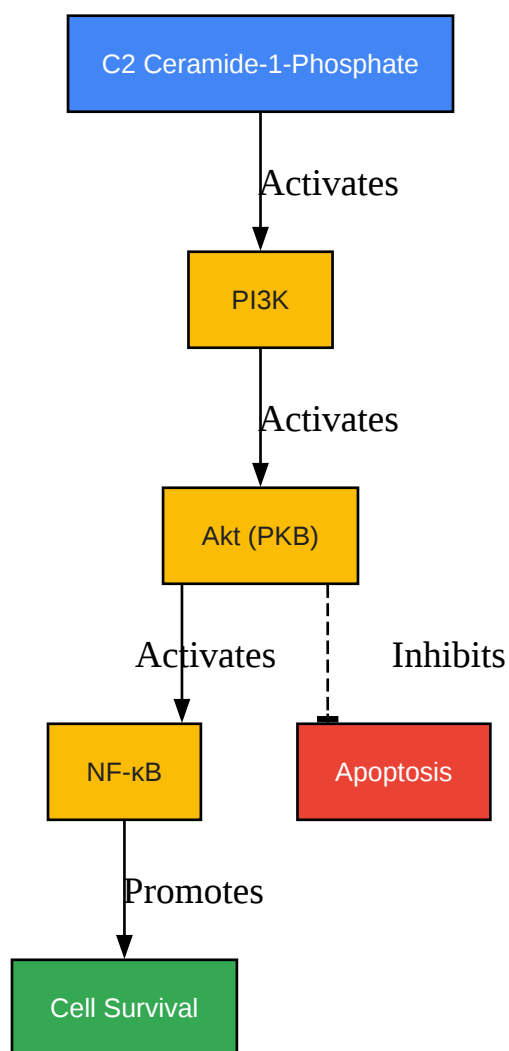 C2 Ceramide-1-Phosphate
Activates
PI3K
Activates
Akt (PKB)
Activates
Inhibits
NF-κB
Apoptosis
Promotes
Cell Survival